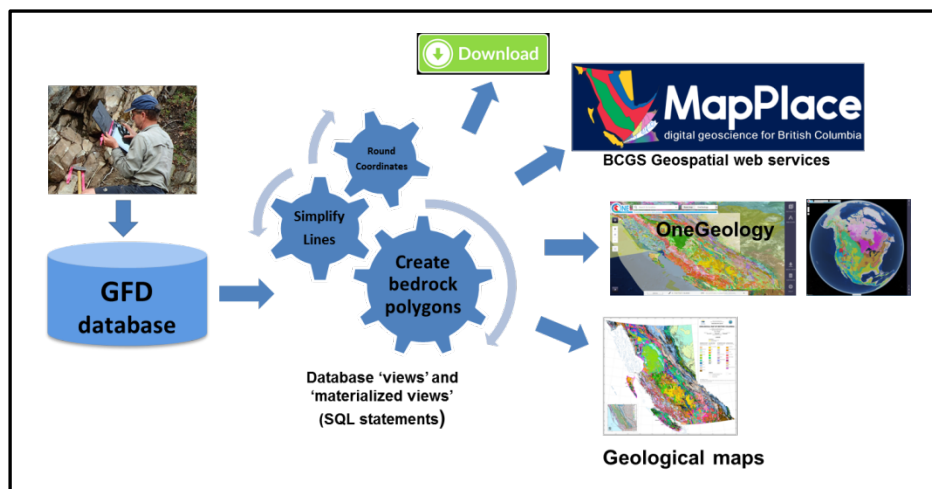 Download
MapPlace
digital geoscience for British Columbia
BCGS Geospatial web services
Round
Coordinates
Simplify
Lines
Create
bedrock
polygons
GFD
database
OneGeology
Database ‘views’ and
‘materialized views’
(SQL statements)
Geological maps